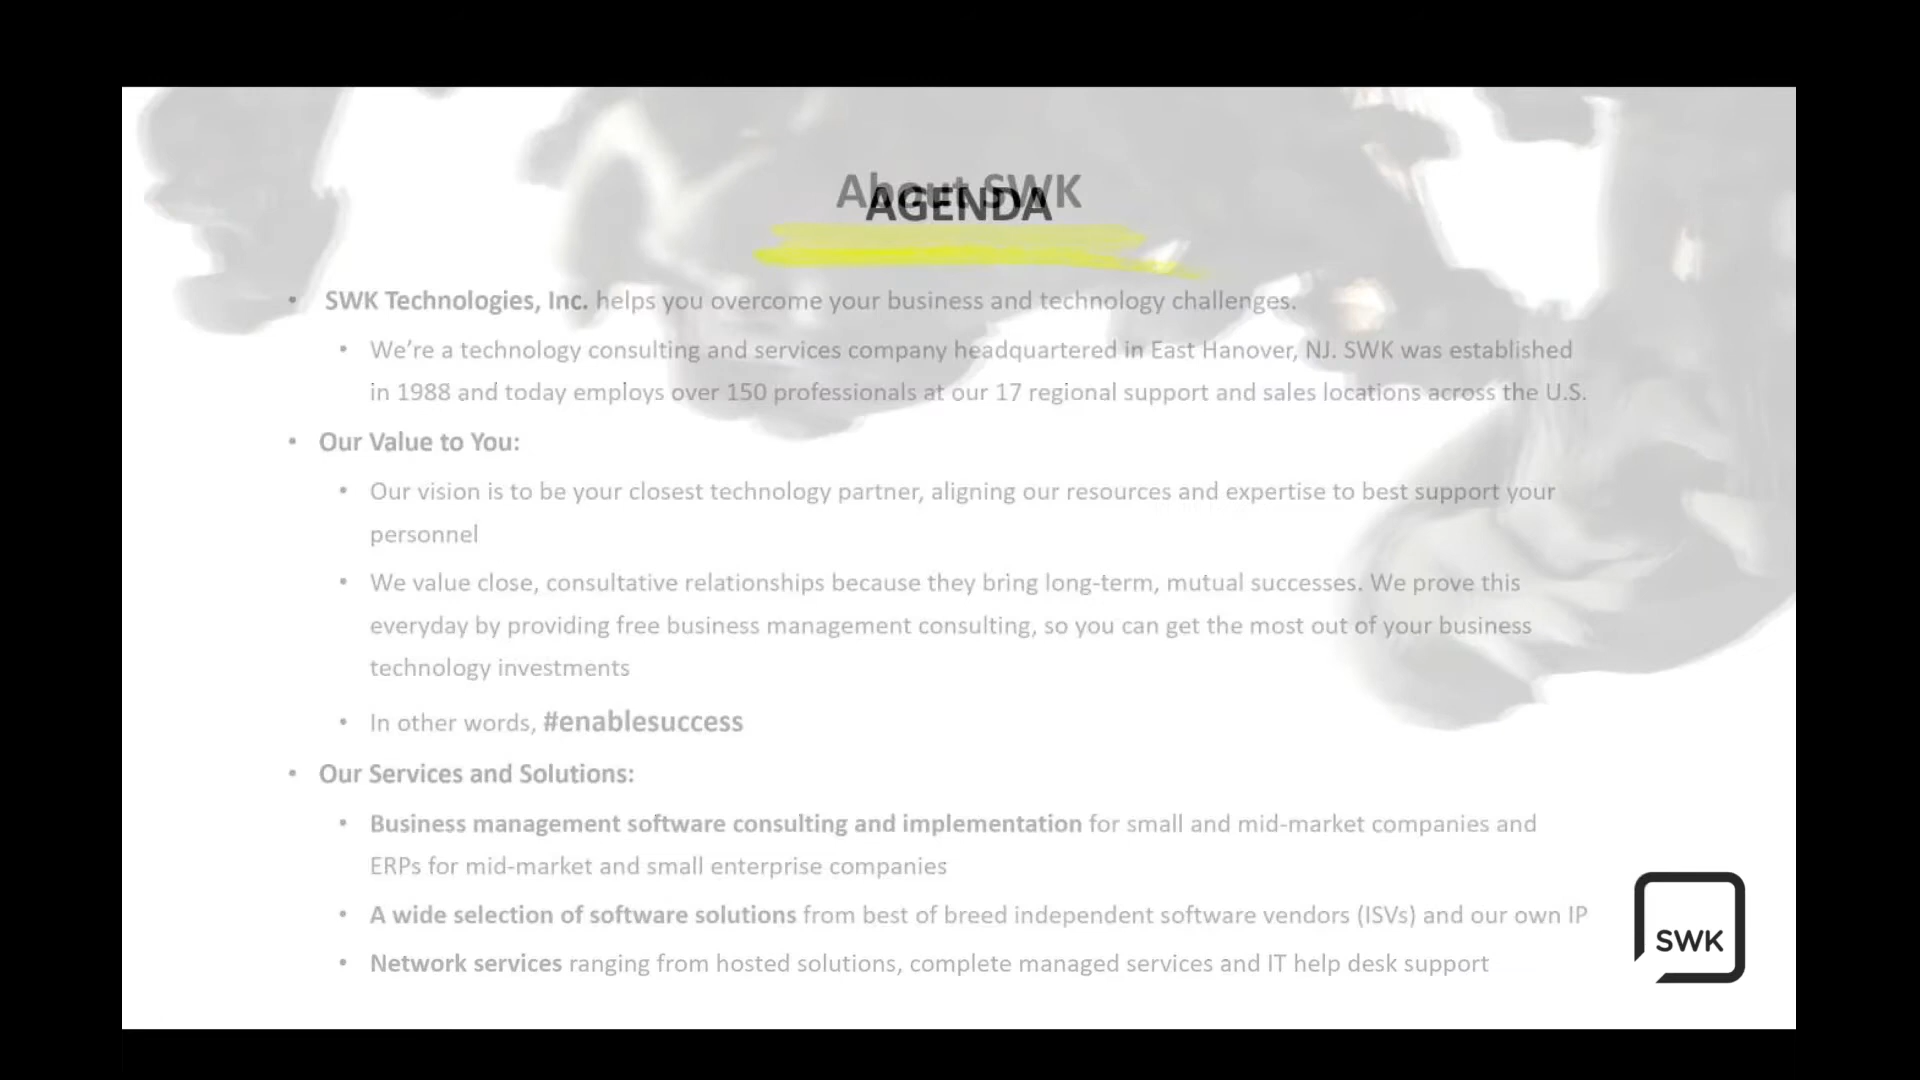 About SWK
AGENDA
• SWK Technologies, Inc. helps you overcome your business and technology challenges.
• We’re a technology consulting and services company headquartered in East Hanover, NJ. SWK was established
in 1988 and today employs over 150 professionals at our 17 regional support and sales locations across the U.S.
• Our Value to You:
• Our vision is to be your closest technology partner, aligning our resources and expertise to best support your
personnel
• We value close, consultative relationships because they bring long-term, mutual successes. We prove this
everyday by providing free business management consulting, so you can get the most out of your business
technology investments
• In other words, #enablesuccess
• Our Services and Solutions:
• Business management software consulting and implementation for small and mid-market companies and
ERPs for mid-market and small enterprise companies
• A wide selection of software solutions from best of breed independent software vendors (ISVs) and our own IP
• Network services ranging from hosted solutions, complete managed services and IT help desk support
SWK